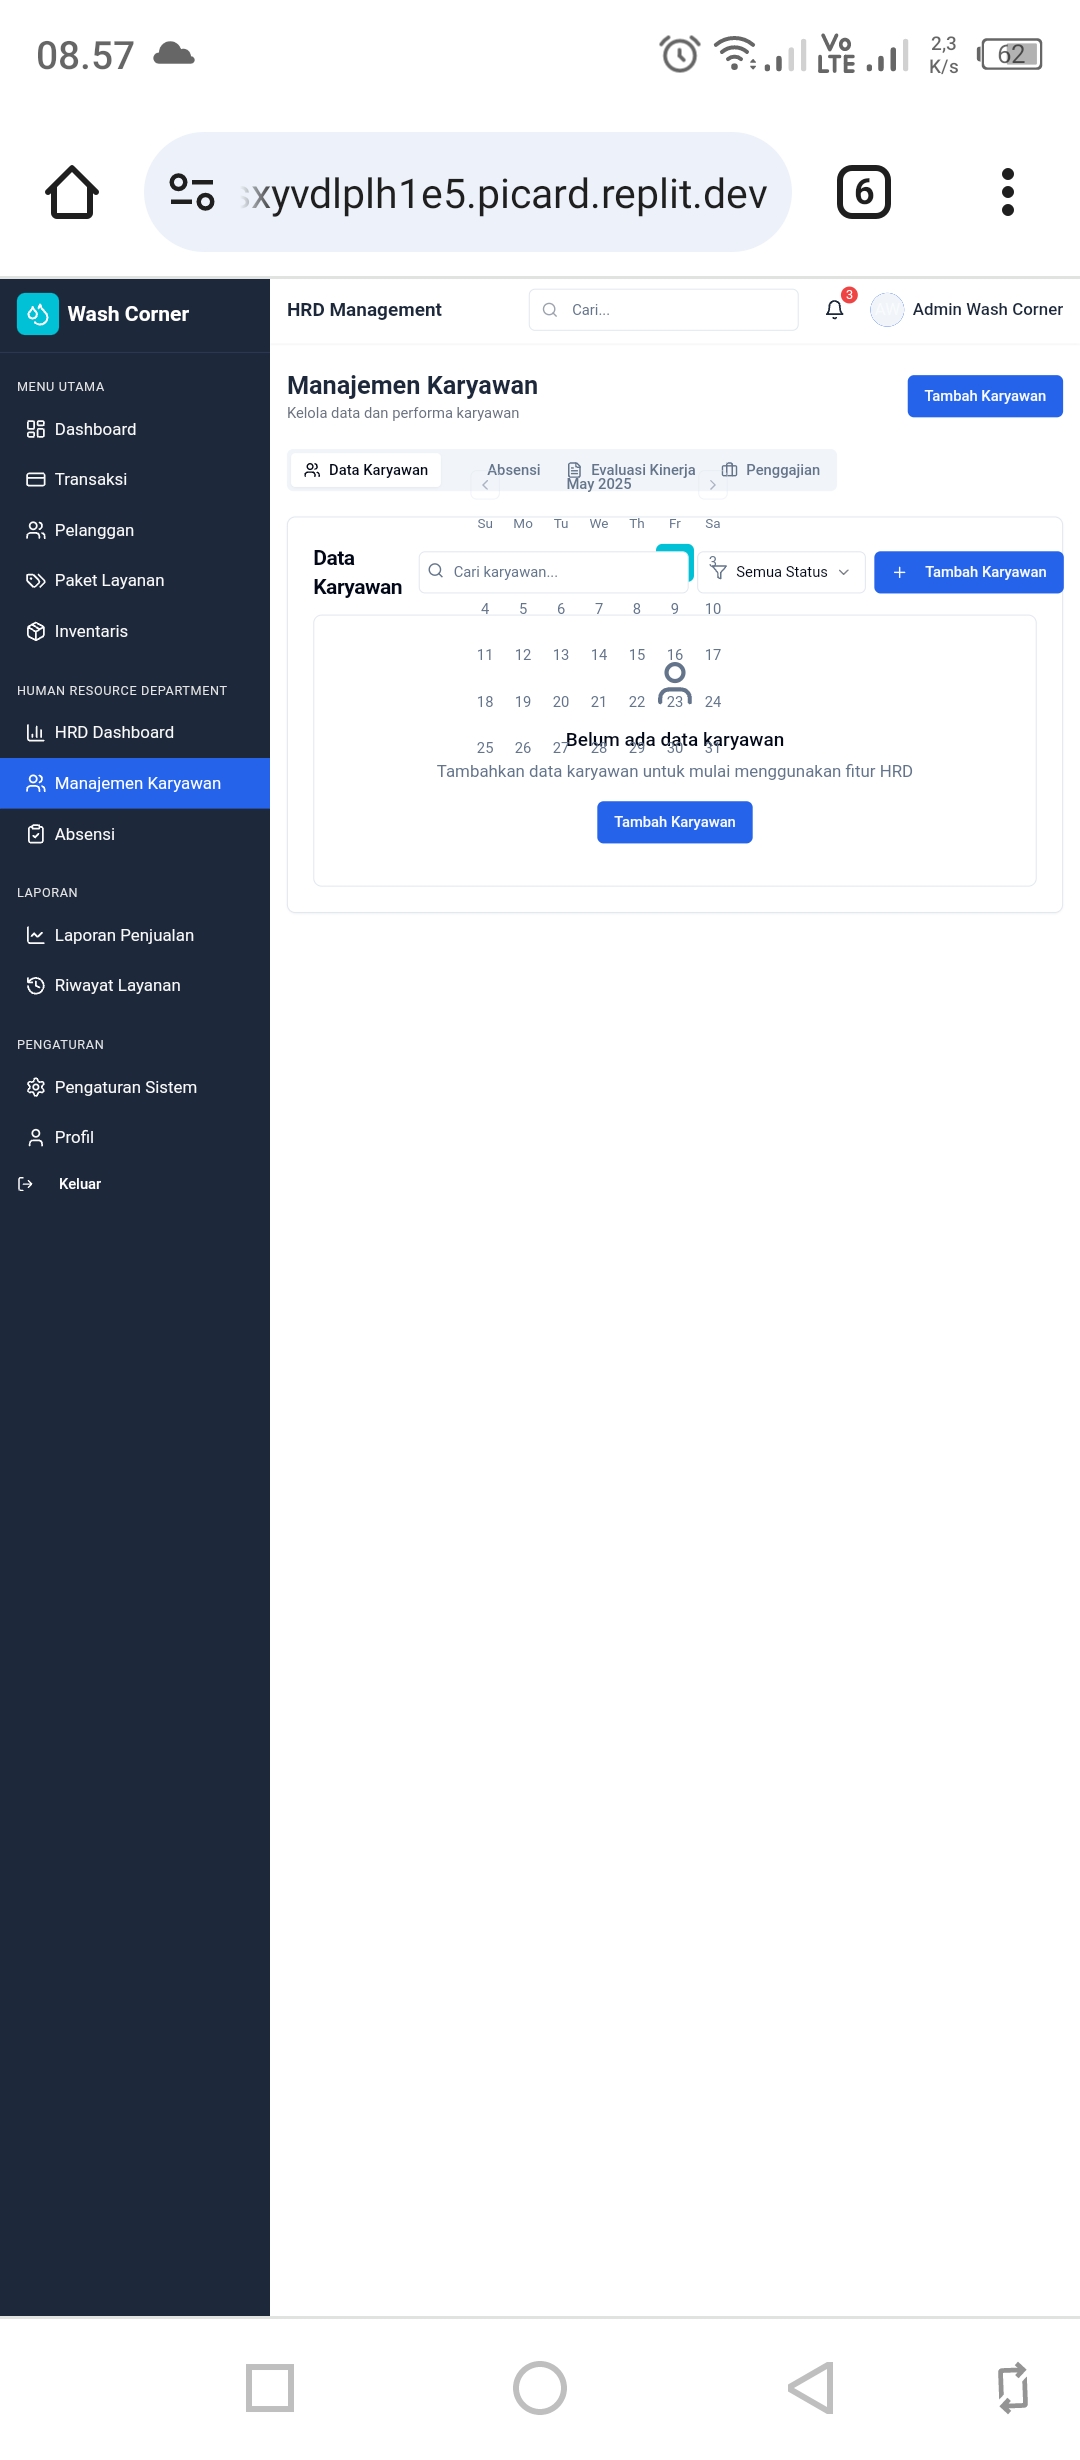 08.57
Vo
LTE
2,3
K/s
62
sxyvdlplh1e5.picard.replit.dev
6
Wash Corner
HRD Management
Cari...
3
Admin Wash Corner
MENU UTAMA
Dashboard
Transaksi
Pelanggan
Paket Layanan
Inventaris
HUMAN RESOURCE DEPARTMENT
HRD Dashboard
Manajemen Karyawan
Absensi
LAPORAN
Laporan Penjualan
Riwayat Layanan
PENGATURAN
Pengaturan Sistem
Profil
Keluar
Manajemen Karyawan
Kelola data dan performa karyawan
Tambah Karyawan
Data Karyawan
Absensi
Evaluasi Kinerja
Penggajian
May 2025
Su Mo Tu We Th Fr Sa
Data
Karyawan
Cari karyawan...
3
Semua Status
Tambah Karyawan
4 5 6 7 8 9 10
11 12 13 14 15 16 17
18 19 20 21 22 23 24
25 26 27 28 29 30 31
Belum ada data karyawan
Tambahkan data karyawan untuk mulai menggunakan fitur HRD
Tambah Karyawan